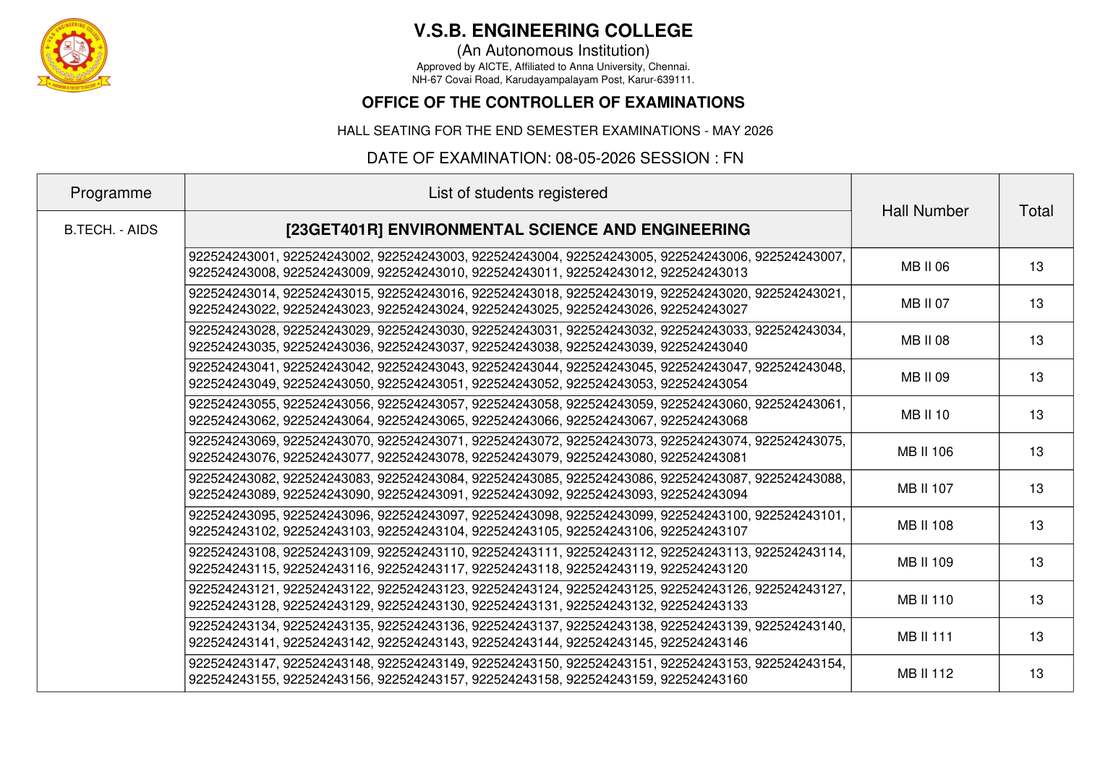 V.S.B. ENGINEERING COLLEGE
(An Autonomous Institution)
Approved by AICTE, Affiliated to Anna University, Chennai.
NH-67 Covai Road, Karudayampalayam Post, Karur-639111.
OFFICE OF THE CONTROLLER OF EXAMINATIONS
HALL SEATING FOR THE END SEMESTER EXAMINATIONS - MAY 2026
DATE OF EXAMINATION: 08-05-2026 SESSION : FN
Programme List of students registered Hall Number Total
B.TECH. - AIDS [23GET401R] ENVIRONMENTAL SCIENCE AND ENGINEERING
922524243001, 922524243002, 922524243003, 922524243004, 922524243005, 922524243006, 922524243007,
922524243008, 922524243009, 922524243010, 922524243011, 922524243012, 922524243013
MB II 06 13
922524243014, 922524243015, 922524243016, 922524243018, 922524243019, 922524243020, 922524243021,
922524243022, 922524243023, 922524243024, 922524243025, 922524243026, 922524243027
MB II 07 13
922524243028, 922524243029, 922524243030, 922524243031, 922524243032, 922524243033, 922524243034,
922524243035, 922524243036, 922524243037, 922524243038, 922524243039, 922524243040
MB II 08 13
922524243041, 922524243042, 922524243043, 922524243044, 922524243045, 922524243047, 922524243048,
922524243049, 922524243050, 922524243051, 922524243052, 922524243053, 922524243054
MB II 09 13
922524243055, 922524243056, 922524243057, 922524243058, 922524243059, 922524243060, 922524243061,
922524243062, 922524243064, 922524243065, 922524243066, 922524243067, 922524243068
MB II 10 13
922524243069, 922524243070, 922524243071, 922524243072, 922524243073, 922524243074, 922524243075,
922524243076, 922524243077, 922524243078, 922524243079, 922524243080, 922524243081
MB II 106 13
922524243082, 922524243083, 922524243084, 922524243085, 922524243086, 922524243087, 922524243088,
922524243089, 922524243090, 922524243091, 922524243092, 922524243093, 922524243094
MB II 107 13
922524243095, 922524243096, 922524243097, 922524243098, 922524243099, 922524243100, 922524243101,
922524243102, 922524243103, 922524243104, 922524243105, 922524243106, 922524243107
MB II 108 13
922524243108, 922524243109, 922524243110, 922524243111, 922524243112, 922524243113, 922524243114,
922524243115, 922524243116, 922524243117, 922524243118, 922524243119, 922524243120
MB II 109 13
922524243121, 922524243122, 922524243123, 922524243124, 922524243125, 922524243126, 922524243127,
922524243128, 922524243129, 922524243130, 922524243131, 922524243132, 922524243133
MB II 110 13
922524243134, 922524243135, 922524243136, 922524243137, 922524243138, 922524243139, 922524243140,
922524243141, 922524243142, 922524243143, 922524243144, 922524243145, 922524243146
MB II 111 13
922524243147, 922524243148, 922524243149, 922524243150, 922524243151, 922524243153, 922524243154,
922524243155, 922524243156, 922524243157, 922524243158, 922524243159, 922524243160
MB II 112 13